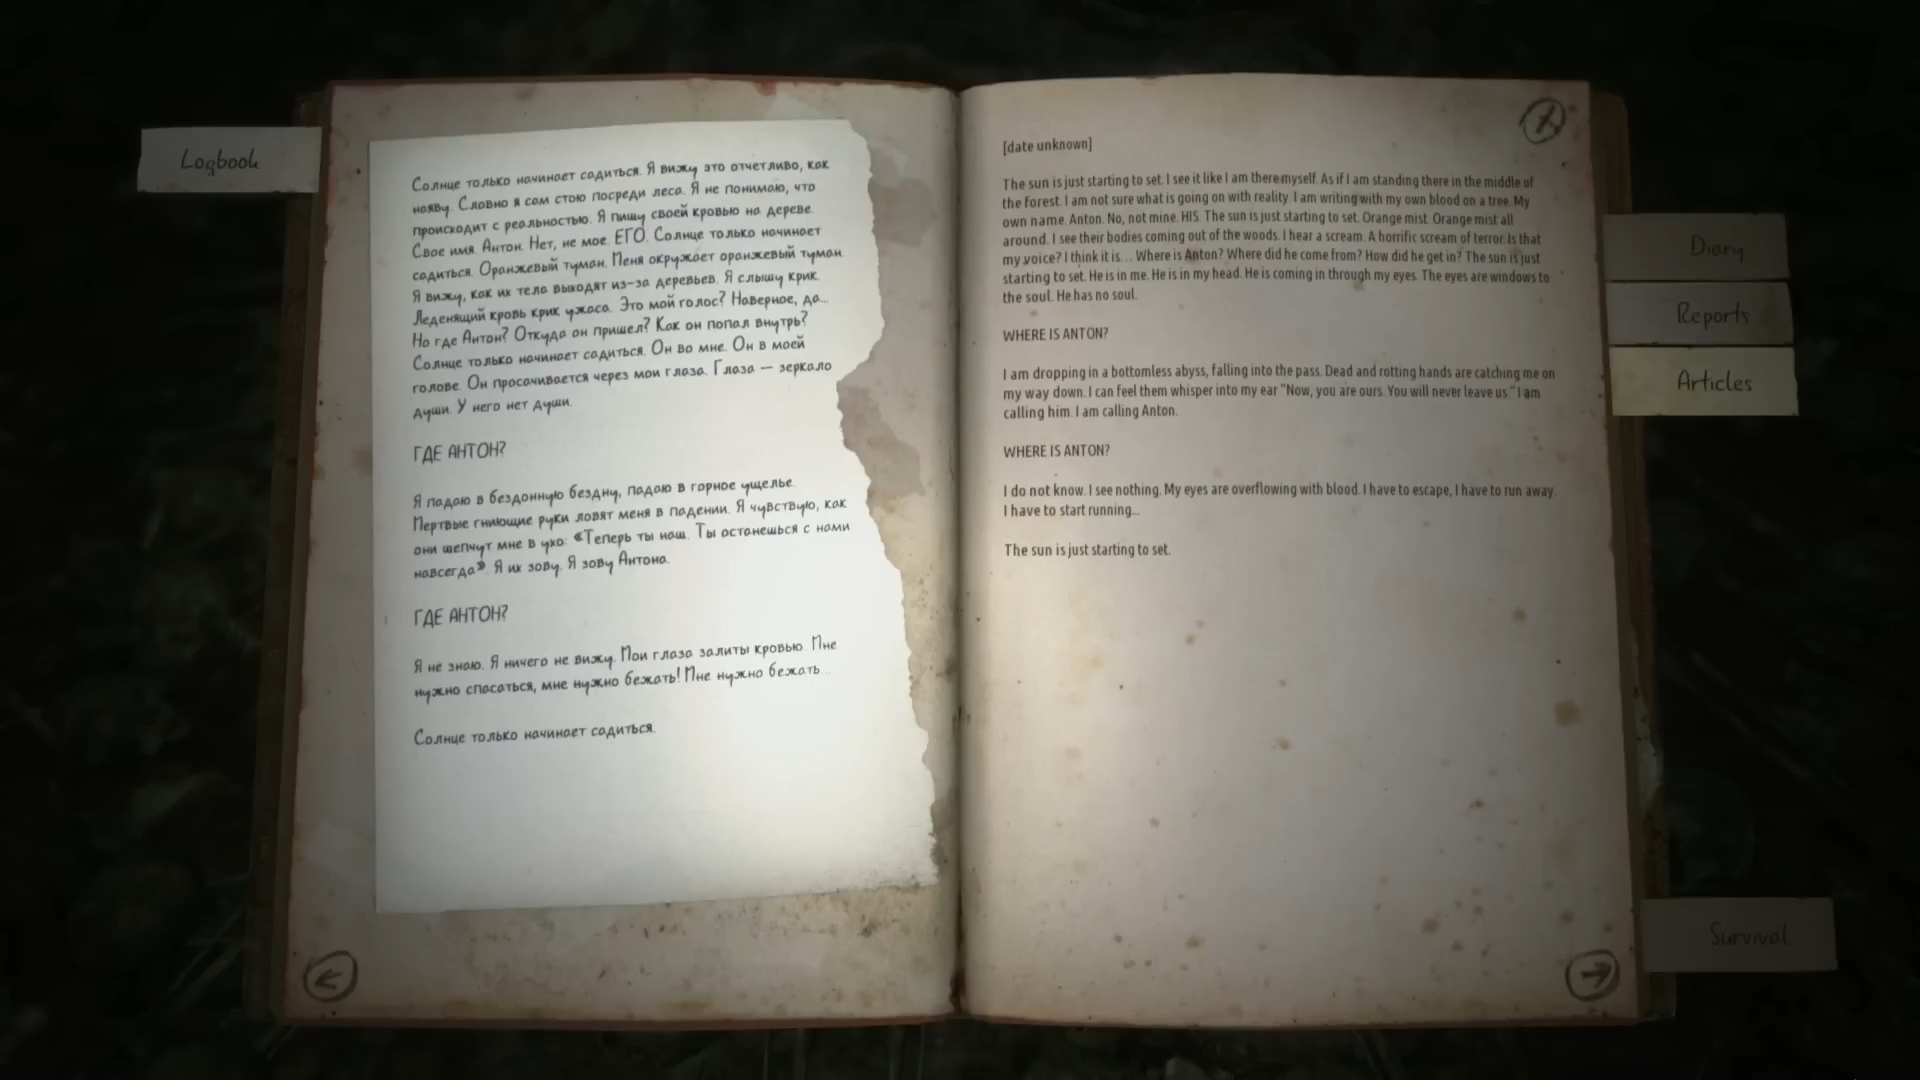 Logbook
Солнце только начинает садиться. Я вижу это отчетливо, как
наяву. Словно я сам стою посреди леса. Я не понимаю, что
происходит с реальностью. Я пишу своей кровью на дереве.
Свое имя. Антон. Нет, не мое. ЕГО. Солнце только начинает
садиться. Оранжевый туман. Меня окружает оранжевый туман.
Я вижу, как их тела выходят из-за деревьев. Я слышу крик.
Леденящий кровь крик ужаса. Это мой голос? Наверное, да...
Но где Антон? Откуда он пришел? Как он попал внутрь?
Солнце только начинает садиться. Он во мне. Он в моей
голове. Он просачивается через мои глаза. Глаза — зеркало
души. У него нет души.
ГДЕ АНТОН?
Я падаю в бездонную бездну, падаю в горное ущелье.
Мертвые гниющие руки ловят меня в падении. Я чувствую, как
они шепчут мне в ухо: «Теперь ты наш. Ты останешься с нами
навсегда». Я их зову. Я зову Антона.
ГДЕ АНТОН?
Я не знаю. Я ничего не вижу. Мои глаза залиты кровью. Мне
нужно спасаться, мне нужно бежать! Мне нужно бежать...
Солнце только начинает садиться.
[date unknown]
The sun is just starting to set. I see it like I am there myself. As if I am standing there in the middle of
the forest. I am not sure what is going on with reality. I am writing with my own blood on a tree. My
own name. Anton. No, not mine. HIS. The sun is just starting to set. Orange mist. Orange mist all
around. I see their bodies coming out of the woods. I hear a scream. A horrific scream of terror. Is that
my voice? I think it is... Where is Anton? Where did he come from? How did he get in? The sun is just
starting to set. He is in me. He is in my head. He is coming in through my eyes. The eyes are windows to
the soul. He has no soul.
WHERE IS ANTON?
I am dropping in a bottomless abyss, falling into the pass. Dead and rotting hands are catching me on
my way down. I can feel them whisper into my ear "Now, you are ours. You will never leave us." I am
calling him. I am calling Anton.
WHERE IS ANTON?
I do not know. I see nothing. My eyes are overflowing with blood. I have to escape, I have to run away.
I have to start running...
The sun is just starting to set.
Diary
Reports
Articles
Survival